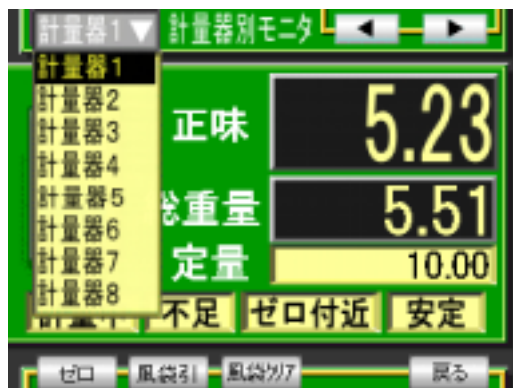 計量器1▼ 計量器別モニタ ◀ ▶
計量器1
計量器2
計量器3
計量器4
計量器5
計量器6
計量器7
計量器8
正味 5.23
総重量 5.51
定量 10.00
計量中 不足 ゼロ付近 安定
ゼロ 風袋引 風袋クリア 戻る